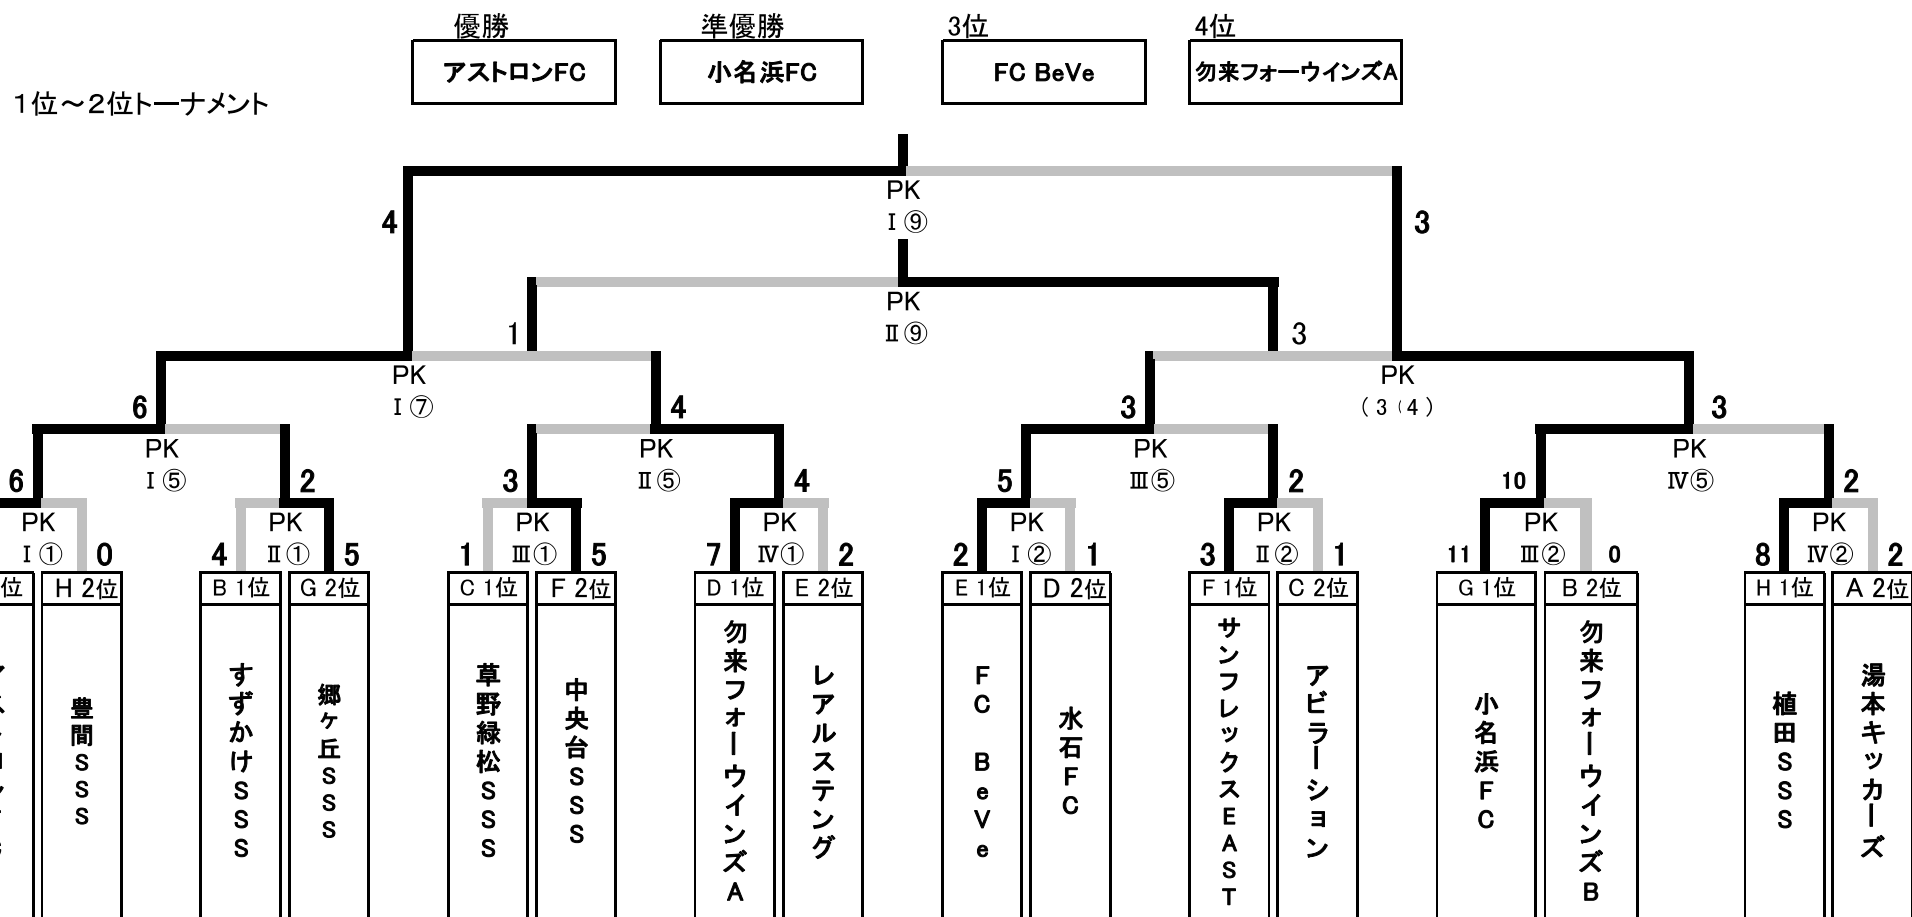 優勝 準優勝 3位 4位
アストロンFC 小名浜FC FC BeVe 勿来フォーウインズA
1位～2位トーナメント
PK
4 Ⅰ⑨ 3
PK
1 Ⅱ⑨ 3
PK PK
6 Ⅰ⑦ 4 3 (3 (4 ) 3
PK PK PK PK
6 Ⅰ⑤ 2 3 Ⅱ⑤ 4 5 Ⅲ⑤ 2 10 Ⅳ⑤ 2
PK PK PK PK PK PK PK PK
Ⅰ① 0 4 Ⅱ① 5 1 Ⅲ① 5 7 Ⅳ① 2 2 Ⅰ② 1 3 Ⅱ② 1 11 Ⅲ② 0 8 Ⅳ② 2
位 H 2位 B 1位 G 2位 C 1位 F 2位 D 1位 E 2位 E 1位 D 2位 F 1位 C 2位 G 1位 B 2位 H 1位 A 2位
豊間SSS
すずかけSSS
郷ヶ丘SSS
草野緑松SSS
中央台SSS
勿来フォーウインズA
レアルステング
FC BeVe
水石FC
サンフレックスEAST
アビラーション
小名浜FC
勿来フォーウインズB
植田SSS
湯本キッカーズ